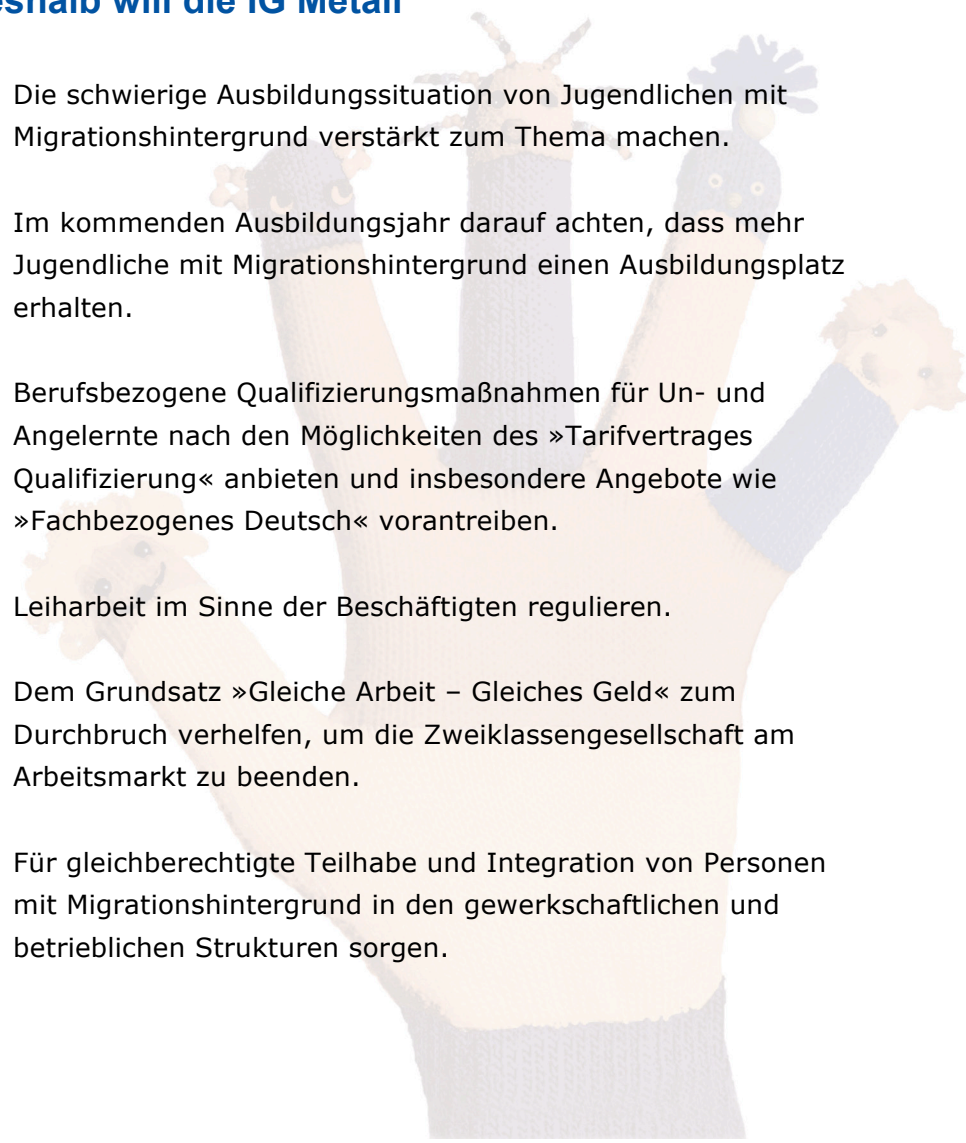 will die IG Metall
Die schwierige Ausbildungssituation von Jugendlichen mit
Migrationshintergrund verstärkt zum Thema machen.
Im kommenden Ausbildungsjahr darauf achten, dass mehr
Jugendliche mit Migrationshintergrund einen Ausbildungsplatz
erhalten.
Berufsbezogene Qualifizierungsmaßnahmen für Un- und
Angelernte nach den Möglichkeiten des »Tarifvertrages
Qualifizierung« anbieten und insbesondere Angebote wie
»Fachbezogenes Deutsch« vorantreiben.
Leiharbeit im Sinne der Beschäftigten regulieren.
Dem Grundsatz »Gleiche Arbeit – Gleiches Geld« zum
Durchbruch verhelfen, um die Zweiklassengesellschaft am
Arbeitsmarkt zu beenden.
Für gleichberechtigte Teilhabe und Integration von Personen
mit Migrationshintergrund in den gewerkschaftlichen und
betrieblichen Strukturen sorgen.